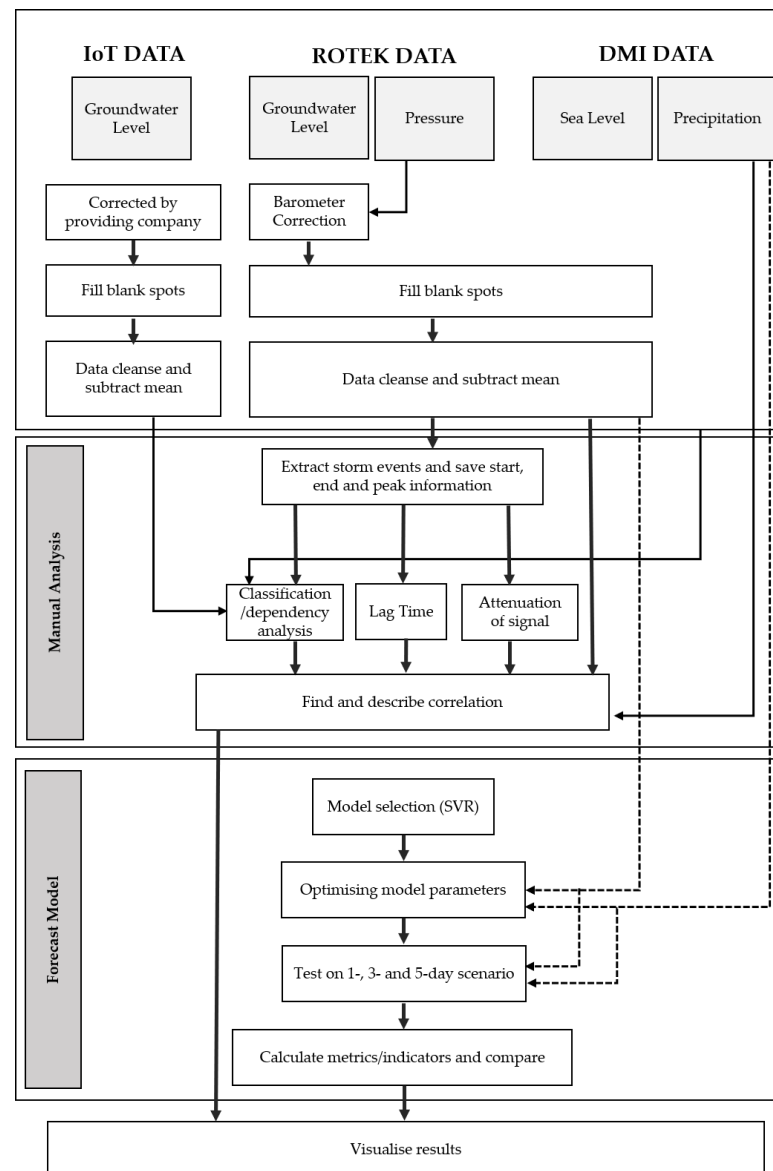 IoT DATA
ROTEK DATA
DMI DATA
Groundwater
Level
Groundwater
Level
Pressure
Sea Level
Precipitation
Corrected by
providing company
Barometer
Correction
Fill blank spots
Fill blank spots
Data cleanse and
subtract mean
Data cleanse and subtract mean
Manual Analysis
Extract storm events and save start,
end and peak information
Classification
/dependency
analysis
Lag Time
Attenuation
of signal
Find and describe correlation
Forecast Model
Model selection (SVR)
Optimising model parameters
Test on 1-, 3- and 5-day scenario
Calculate metrics/indicators and compare
Visualise results